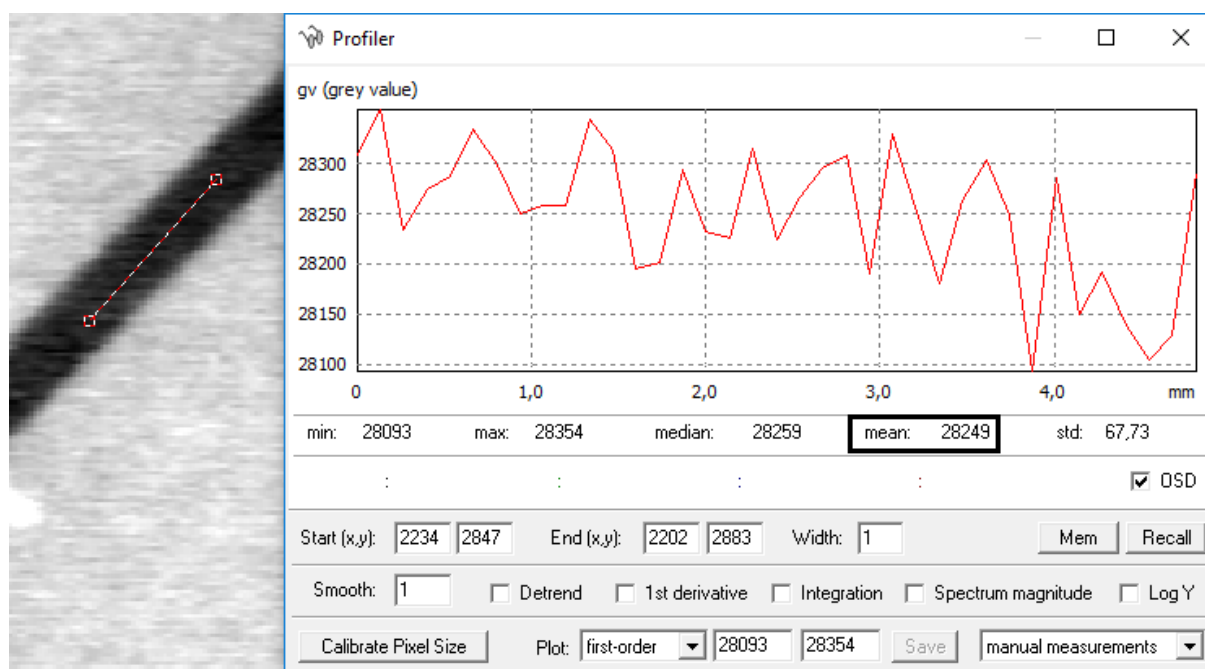 Profiler
gv (grey value)
28300
28250
28200
28150
28100
0 1,0 2,0 3,0 4,0 mm
min: 28093 max: 28354 median: 28259 mean: 28249 std: 67,73
: : : : OSD
Start (x,y): 2234 2847 End (x,y): 2202 2883 Width: 1 Mem Recall
Smooth: 1 Detrend 1st derivative Integration Spectrum magnitude Log Y
Calibrate Pixel Size Plot: first-order 28093 28354 Save manual measurements